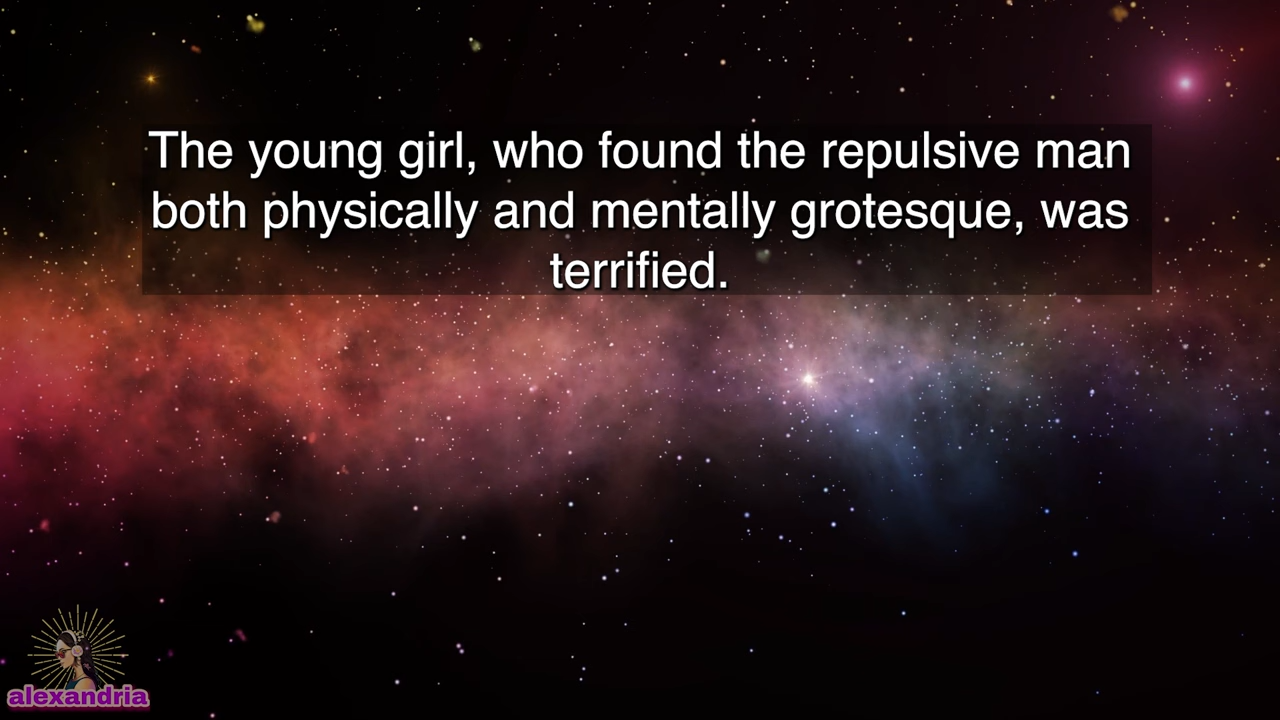 The young girl, who found the repulsive man
both physically and mentally grotesque, was
terrified.
alexandria